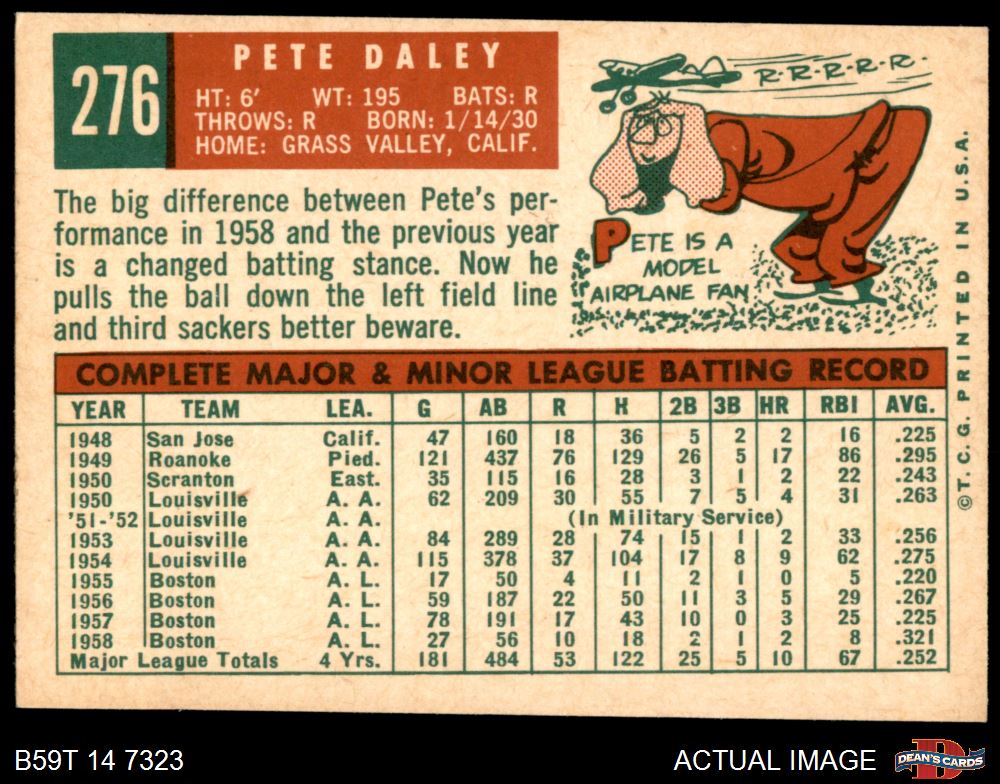 276
PETE DALEY
HT: 6' WT: 195 BATS: R
THROWS: R BORN: 1/14/30
HOME: GRASS VALLEY, CALIF.
R-R-R-R-R-
The big difference between Pete's per-
formance in 1958 and the previous year
is a changed batting stance. Now he
pulls the ball down the left field line
and third sackers better beware.
PETE IS A
MODEL
AIRPLANE FAN
COMPLETE MAJOR & MINOR LEAGUE BATTING RECORD
YEAR TEAM LEA. G AB R H 2B 3B HR RBI AVG.
1948 San Jose Calif. 47 160 18 36 5 2 2 16 .225
1949 Roanoke Pied. 121 437 76 129 26 5 17 86 .295
1950 Scranton East. 35 115 16 28 3 1 2 22 .243
1950 Louisville A. A. 62 209 30 55 7 5 4 31 .263
'51-'52 Louisville A. A. (In Military Service)
1953 Louisville A. A. 84 289 28 74 15 1 2 33 .256
1954 Louisville A. A. 115 378 37 104 17 8 9 62 .275
1955 Boston A. L. 17 50 4 11 2 1 0 5 .220
1956 Boston A. L. 59 187 22 50 11 3 5 29 .267
1957 Boston A. L. 78 191 17 43 10 0 3 25 .225
1958 Boston A. L. 27 56 10 18 2 1 2 8 .321
Major League Totals 4 Yrs. 181 484 53 122 25 5 10 67 .252
©T. C. G. PRINTED IN U.S.A.
B59T 14 7323
ACTUAL IMAGE
DEAN'S CARDS